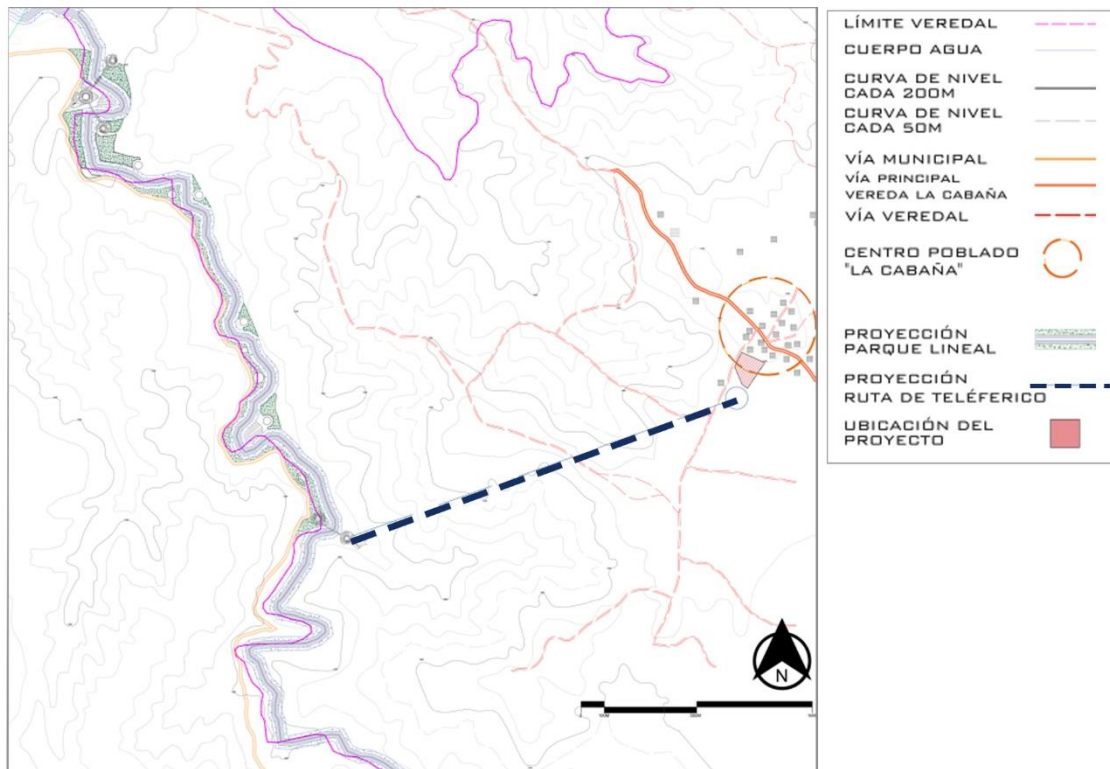 LÍMITE VEREDAL
CUERPO AGUA
CURVA DE NIVEL
CADA 200M
CURVA DE NIVEL
CADA 50M
VÍA MUNICIPAL
VÍA PRINCIPAL
VEREDA LA CABAÑA
VÍA VEREDAL
CENTRO POBLADO
"LA CABAÑA"
PROYECCIÓN
PARQUE LINEAL
PROYECCIÓN
RUTA DE TELÉFERICO
UBICACIÓN DEL
PROYECTO
N